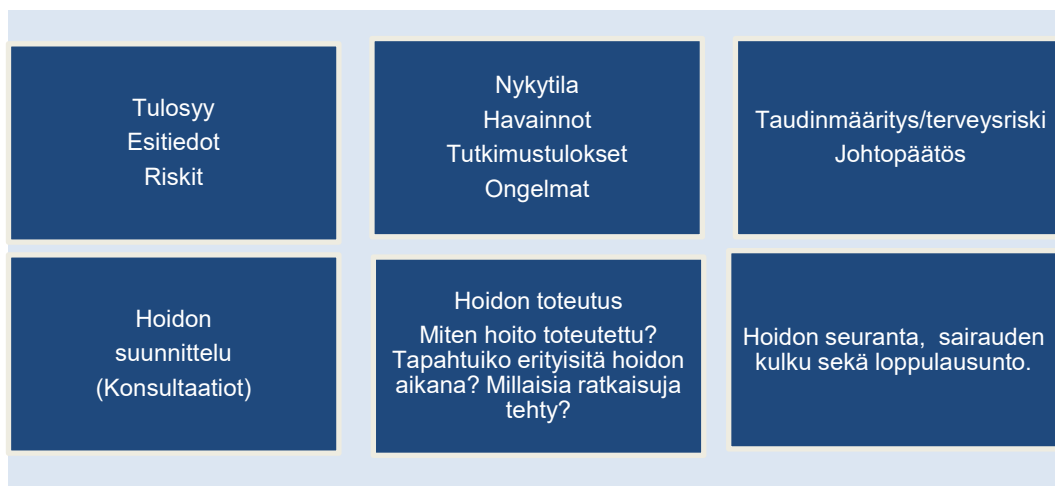 Tulosyy
Esitiedot
Riskit
Nykytila
Havainnot
Tutkimustulokset
Ongelmat
Taudinmääritys/terveysriski
Johtopäätös
Hoidon
suunnittelu
(Konsultaatiot)
Hoidon toteutus
Miten hoito toteutettu?
Tapahtuiko erityisitä hoidon
aikana? Millaisia ratkaisuja
tehty?
Hoidon seuranta, sairauden
kulku sekä loppulausunto.